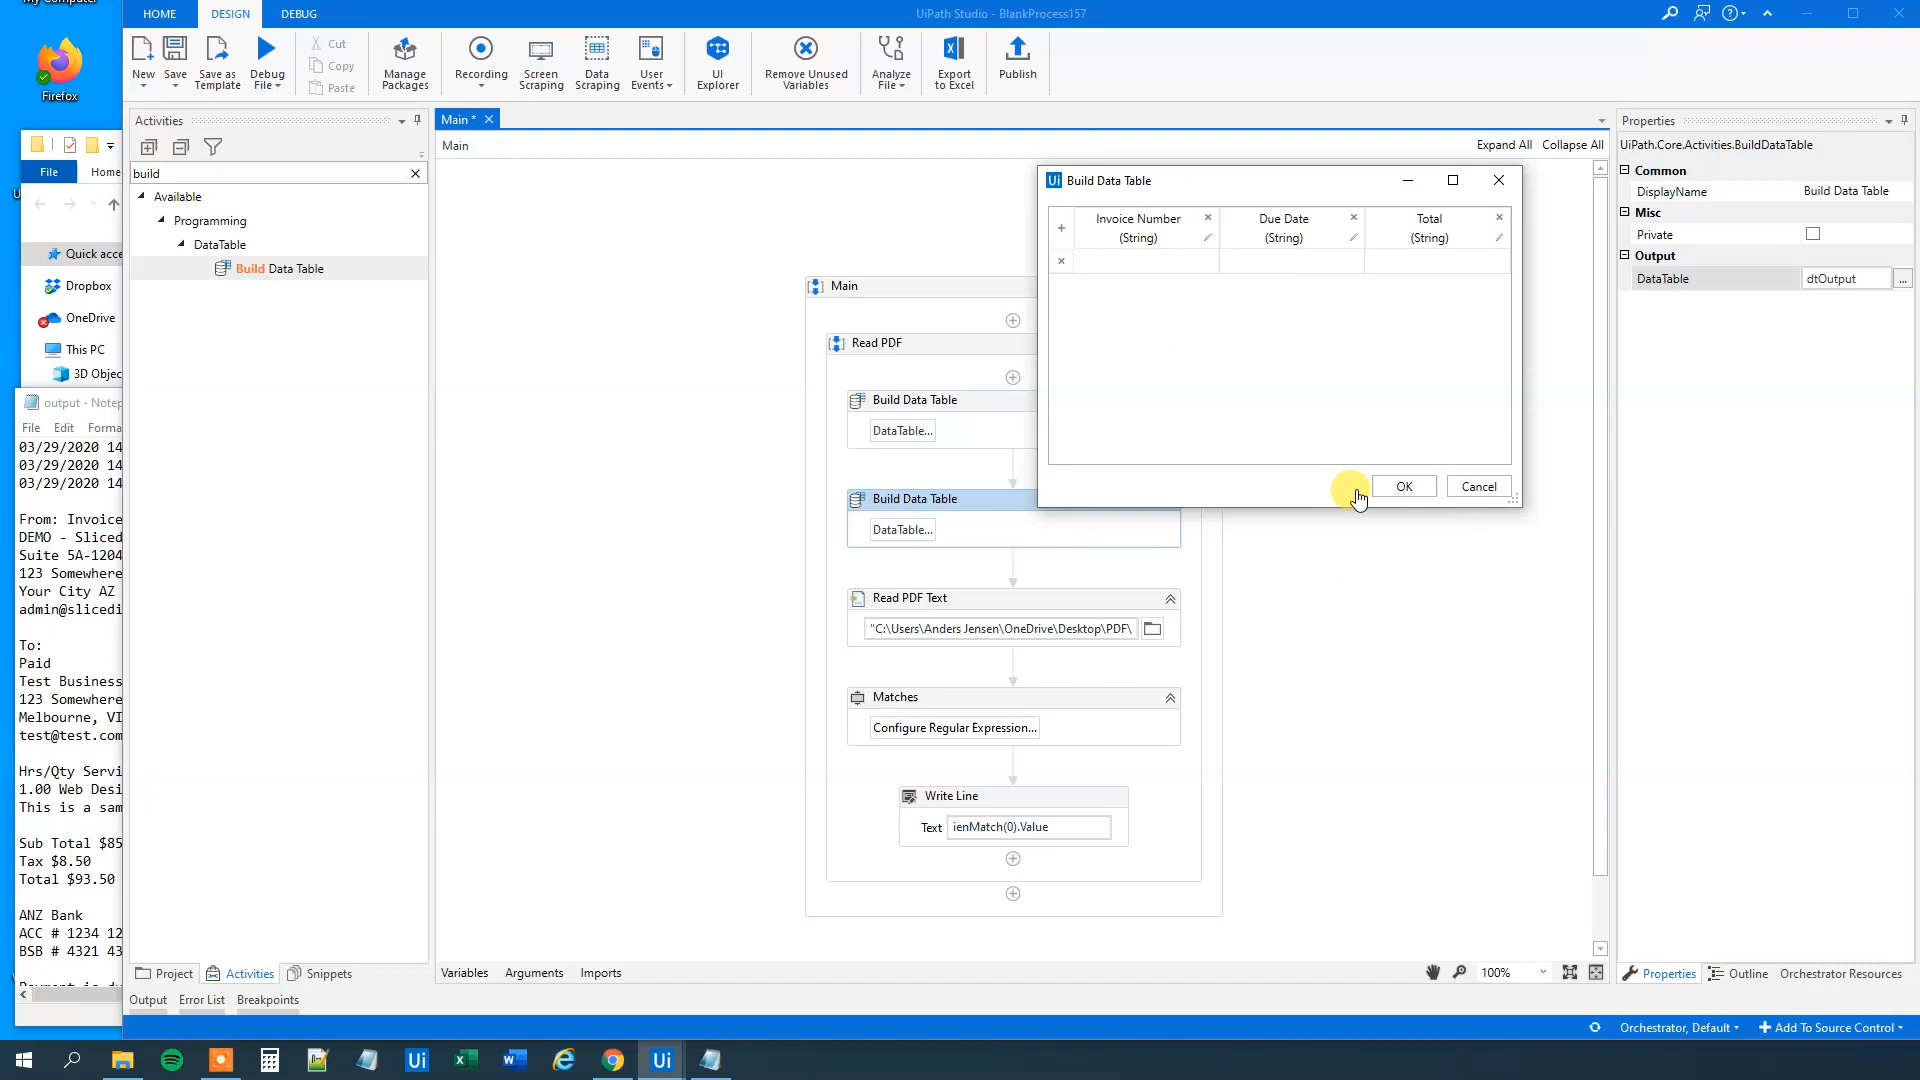 My Computer
HOME
DESIGN
DEBUG
UiPath Studio - BlankProcess157
Firefox
New
Save
Save as
Template
Debug
File
Cut
Copy
Paste
Manage
Packages
Recording
Screen
Scraping
Data
Scraping
User
Events
UI
Explorer
Remove Unused
Variables
Analyze
File
Export
to Excel
Publish
Activities
build
Available
Programming
DataTable
Build Data Table
Main *
Main
Expand All
Collapse All
Properties
UiPath.Core.Activities.BuildDataTable
Common
DisplayName
Build Data Table
Misc
Private
Output
DataTable
dtOutput
...
Ui Build Data Table
Invoice Number
(String)
Due Date
(String)
Total
(String)
OK
Cancel
Main
Read PDF
Build Data Table
DataTable...
Build Data Table
DataTable...
Read PDF Text
"C:\Users\Anders Jensen\OneDrive\Desktop\PDF\
Matches
Configure Regular Expression...
Write Line
Text
ienMatch(0).Value
File
Home
Quick acce
Dropbox
OneDrive
This PC
3D Objec
output - Notep
File
Edit
Forma
03/29/2020 14
03/29/2020 14
03/29/2020 14
From: Invoice
DEMO - Sliced
Suite 5A-1204
123 Somewhere
Your City AZ
admin@slicedi
To:
Paid
Test Business
123 Somewhere
Melbourne, VI
test@test.com
Hrs/Qty Servi
1.00 Web Desi
This is a sam
Sub Total $85
Tax $8.50
Total $93.50
ANZ Bank
ACC # 1234 12
BSB # 4321 43
Project
Activities
Snippets
Variables
Arguments
Imports
100%
Properties
Outline
Orchestrator Resources
Output
Error List
Breakpoints
Orchestrator, Default
Add To Source Control
Ui
Ui